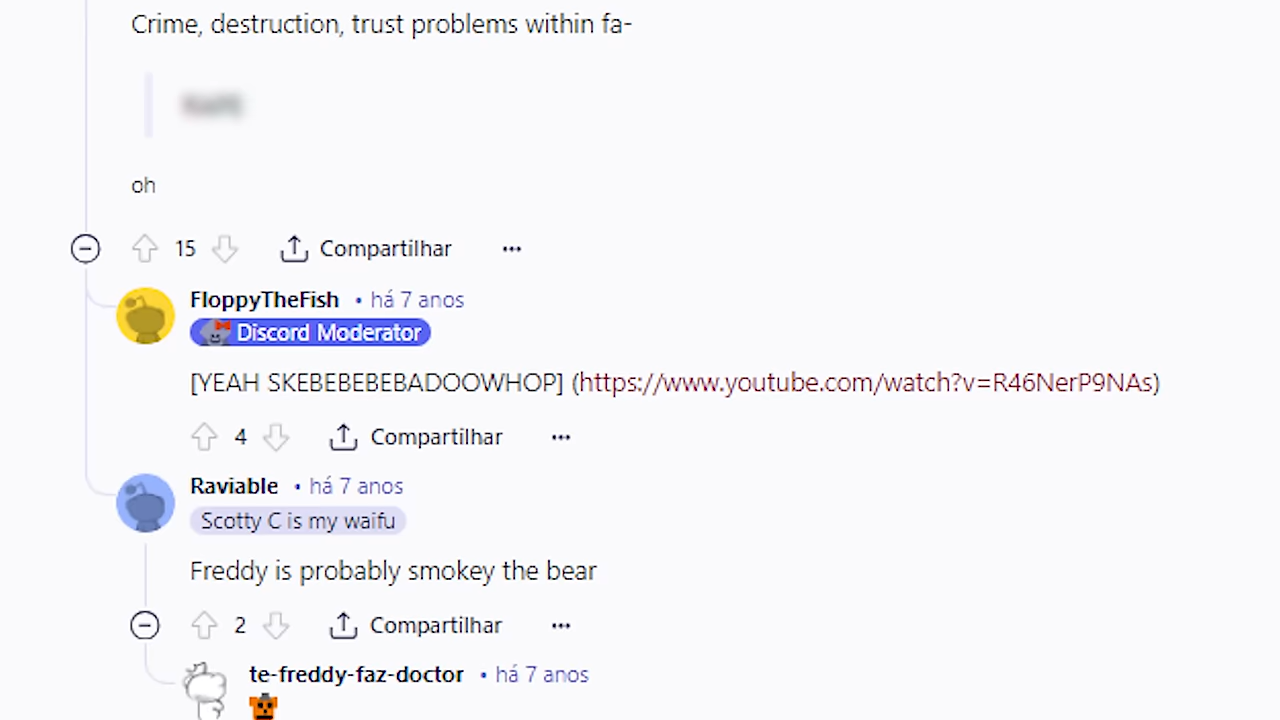 Crime, destruction, trust problems within fa-
oh
15 Compartilhar
FloppyTheFish • há 7 anos
Discord Moderator
[YEAH SKEBEBEBEBADOOWHOP] (https://www.youtube.com/watch?v=R46NerP9NAs)
4 Compartilhar
Raviable • há 7 anos
Scotty C is my waifu
Freddy is probably smokey the bear
2 Compartilhar
te-freddy-faz-doctor • há 7 anos